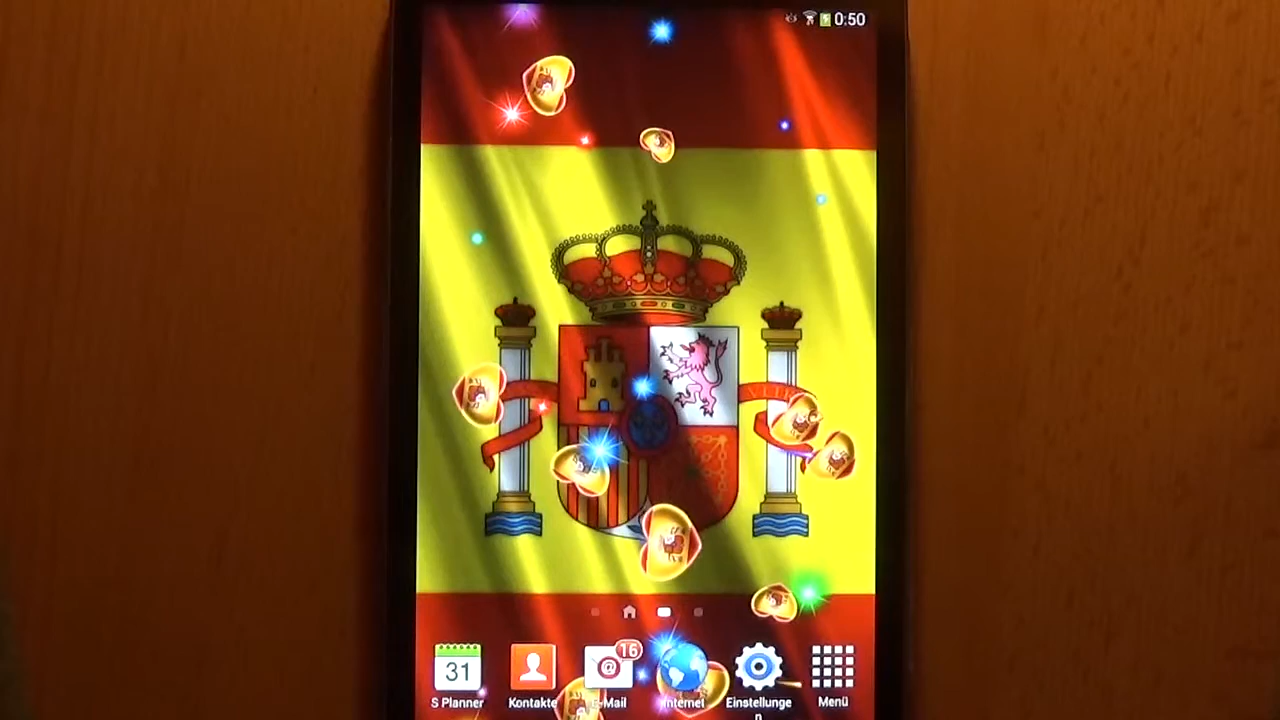 0:50
31
16
@
S Planner
Kontakte
E-Mail
Internet
Einstellunge
n
Menü